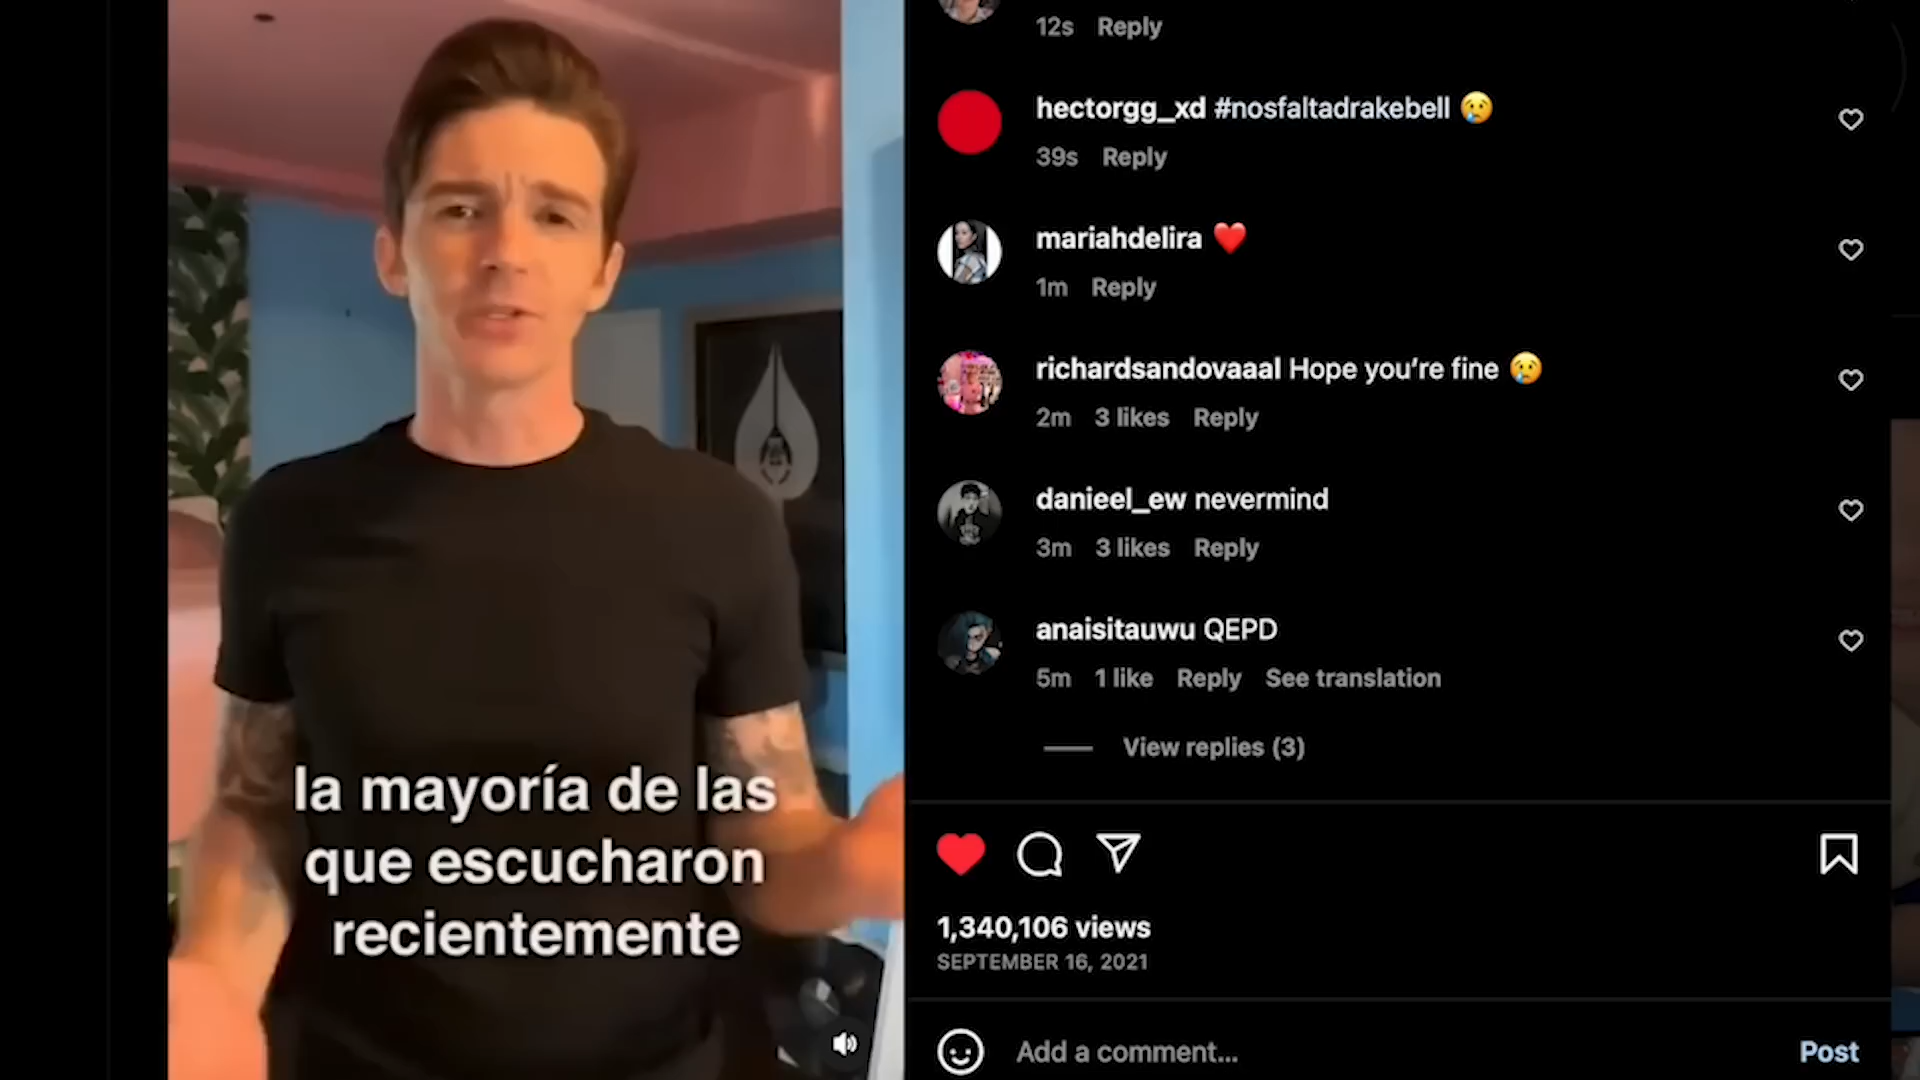 la mayoría de las
que escucharon
recientemente
12s Reply
hectorgg_xd #nosfaltadrakebell 😢
39s Reply
mariahdelira ❤️
1m Reply
richardsandovaaal Hope you’re fine 😢
2m 3 likes Reply
danieel_ew nevermind
3m 3 likes Reply
anaisitauwu QEPD
5m 1 like Reply See translation
View replies (3)
1,340,106 views
SEPTEMBER 16, 2021
Add a comment... Post